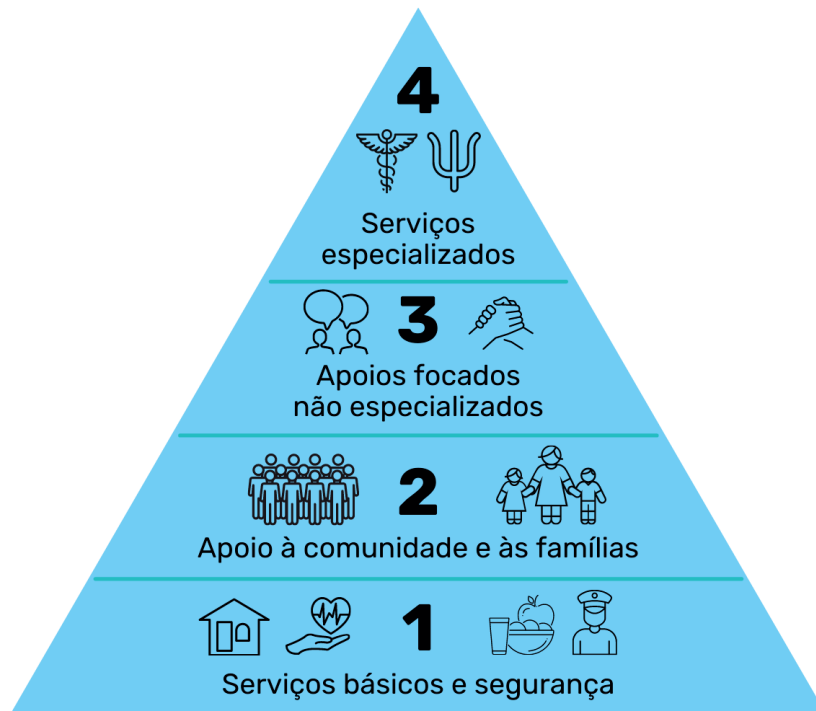 4
Serviços
especializados
3
Apoios focados
não especializados
2
Apoio à comunidade e às famílias
1
Serviços básicos e segurança